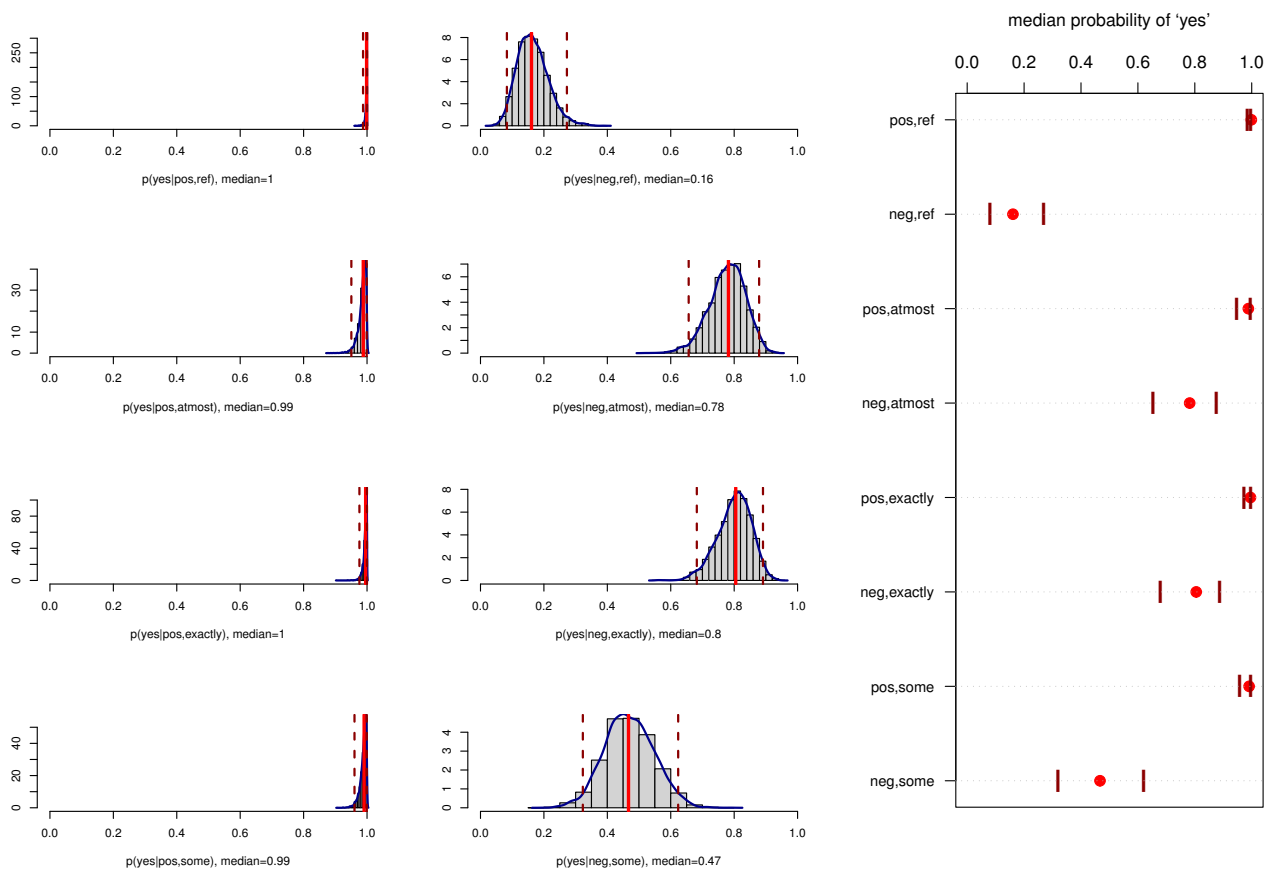 median probability of ‘yes’
0.0 0.2 0.4 0.6 0.8 1.0
pos,ref
neg,ref
pos,atmost
neg,atmost
pos,exactly
neg,exactly
pos,some
neg,some
0 100 250
0.0 0.2 0.4 0.6 0.8 1.0
p(yes|pos,ref), median=1
0 2 4 6 8
0.0 0.2 0.4 0.6 0.8 1.0
p(yes|neg,ref), median=0.16
0 10 30
0.0 0.2 0.4 0.6 0.8 1.0
p(yes|pos,atmost), median=0.99
0 2 4 6
0.0 0.2 0.4 0.6 0.8 1.0
p(yes|neg,atmost), median=0.78
0 40 80
0.0 0.2 0.4 0.6 0.8 1.0
p(yes|pos,exactly), median=1
0 2 4 6 8
0.0 0.2 0.4 0.6 0.8 1.0
p(yes|neg,exactly), median=0.8
0 20 40
0.0 0.2 0.4 0.6 0.8 1.0
p(yes|pos,some), median=0.99
0 1 2 3 4
0.0 0.2 0.4 0.6 0.8 1.0
p(yes|neg,some), median=0.47